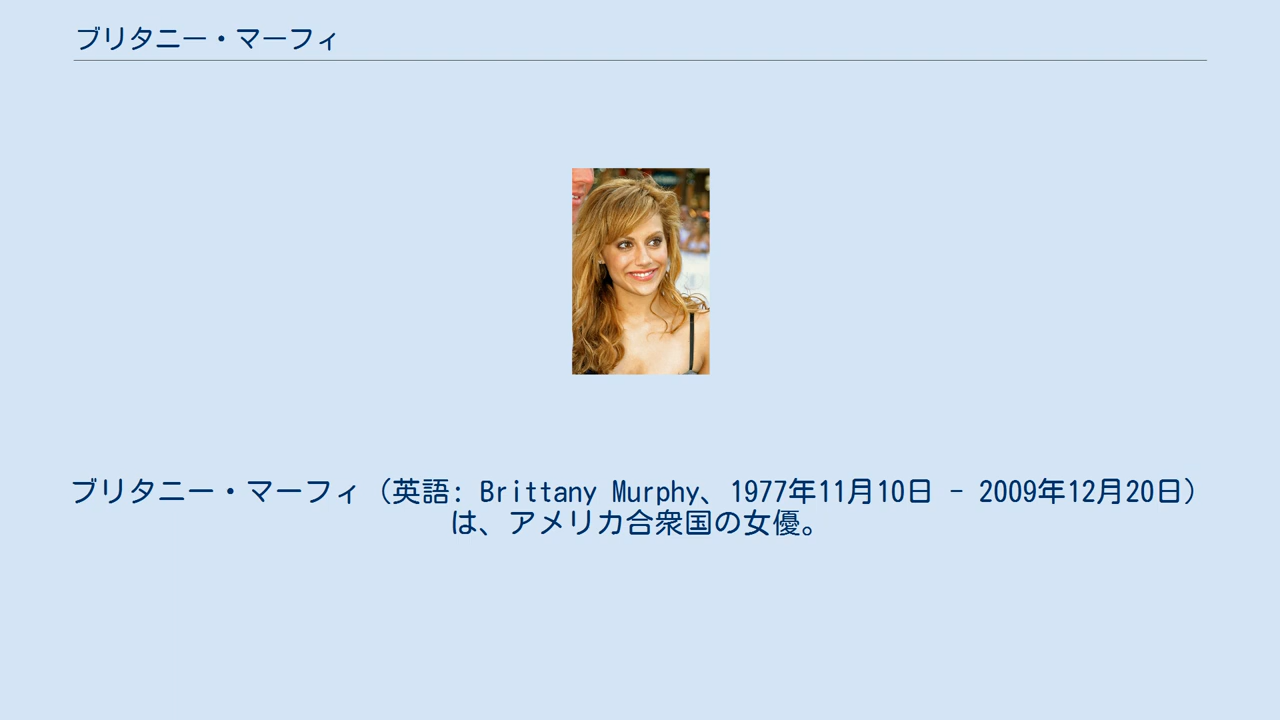 ブリタニー・マーフィ
ブリタニー・マーフィ（英語: Brittany Murphy、1977年11月10日 - 2009年12月20日）
は、アメリカ合衆国の女優。